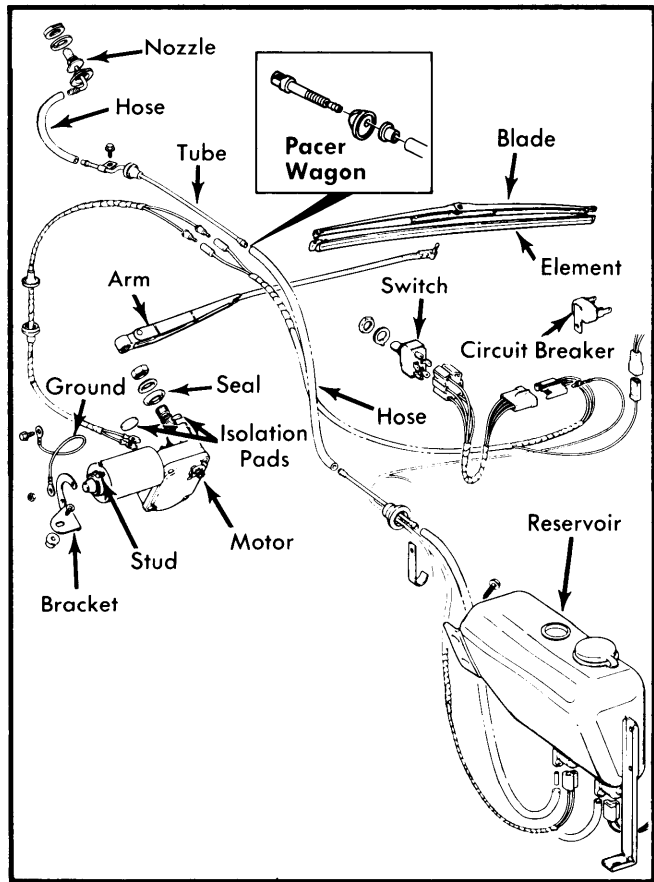 Nozzle
Hose
Tube
Pacer
Wagon
Blade
Element
Arm
Switch
Circuit Breaker
Ground
Seal
Hose
Isolation
Pads
Motor
Stud
Bracket
Reservoir